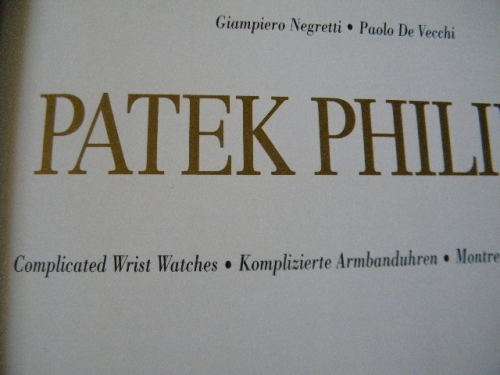 Giampiero Negretti • Paolo De Vecchi
PATEK PHILI
Complicated Wrist Watches • Komplizierte Armbanduhren • Montre